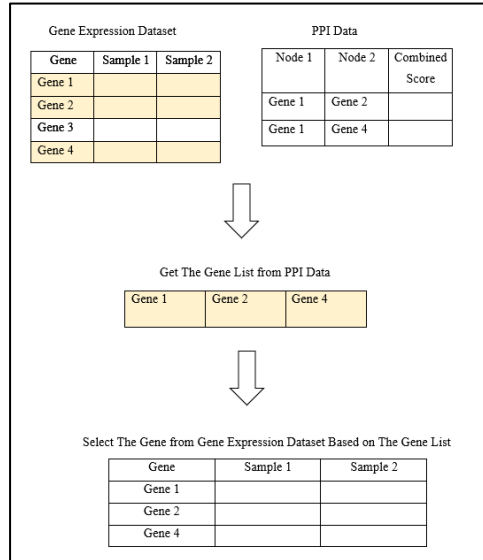 Gene Expression Dataset
PPI Data
Gene Sample 1 Sample 2
Gene 1
Gene 2
Gene 3
Gene 4
Node 1 Node 2 Combined
Score
Gene 1 Gene 2
Gene 1 Gene 4
Get The Gene List from PPI Data
Gene 1 Gene 2 Gene 4
Select The Gene from Gene Expression Dataset Based on The Gene List
Gene Sample 1 Sample 2
Gene 1
Gene 2
Gene 4